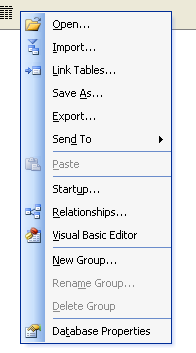 Open...
Import...
Link Tables...
Save As...
Export...
Send To
Paste
Startup...
Relationships...
Visual Basic Editor
New Group...
Rename Group...
Delete Group
Database Properties